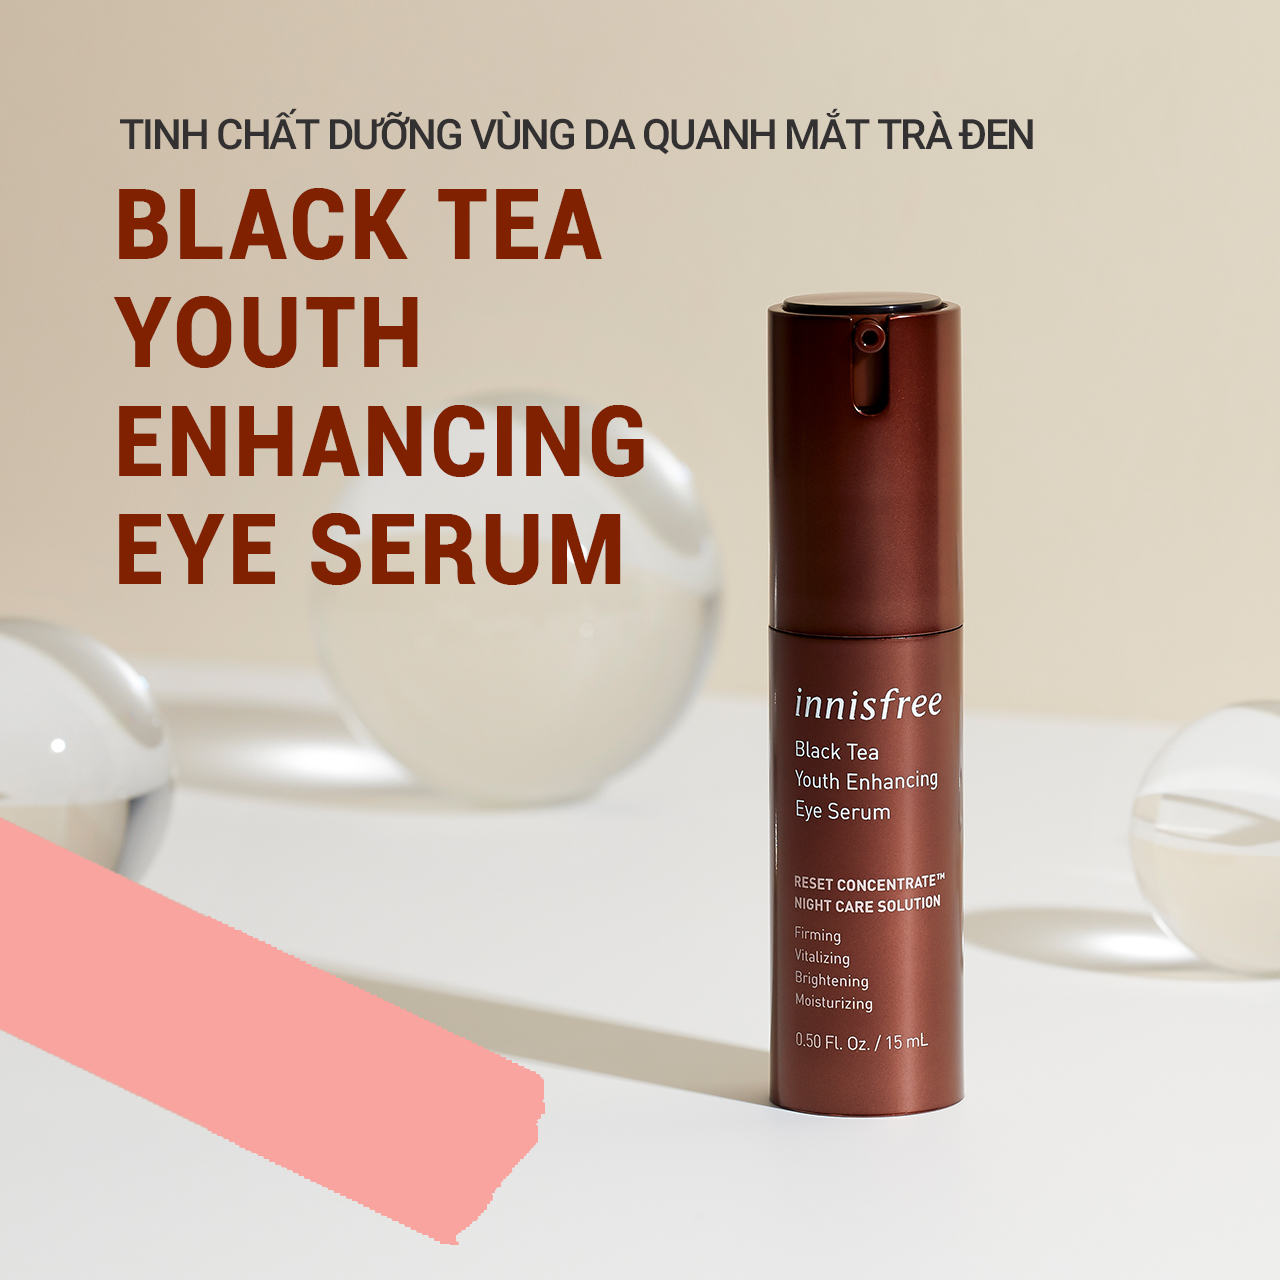 TINH CHẤT DƯỠNG VÙNG DA QUANH MẮT TRÀ ĐEN
BLACK TEA
YOUTH
ENHANCING
EYE SERUM
innisfree
Black Tea
Youth Enhancing
Eye Serum
RESET CONCENTRATE™
NIGHT CARE SOLUTION
Firming
Vitalizing
Brightening
Moisturizing
0.50 Fl. Oz. / 15 mL